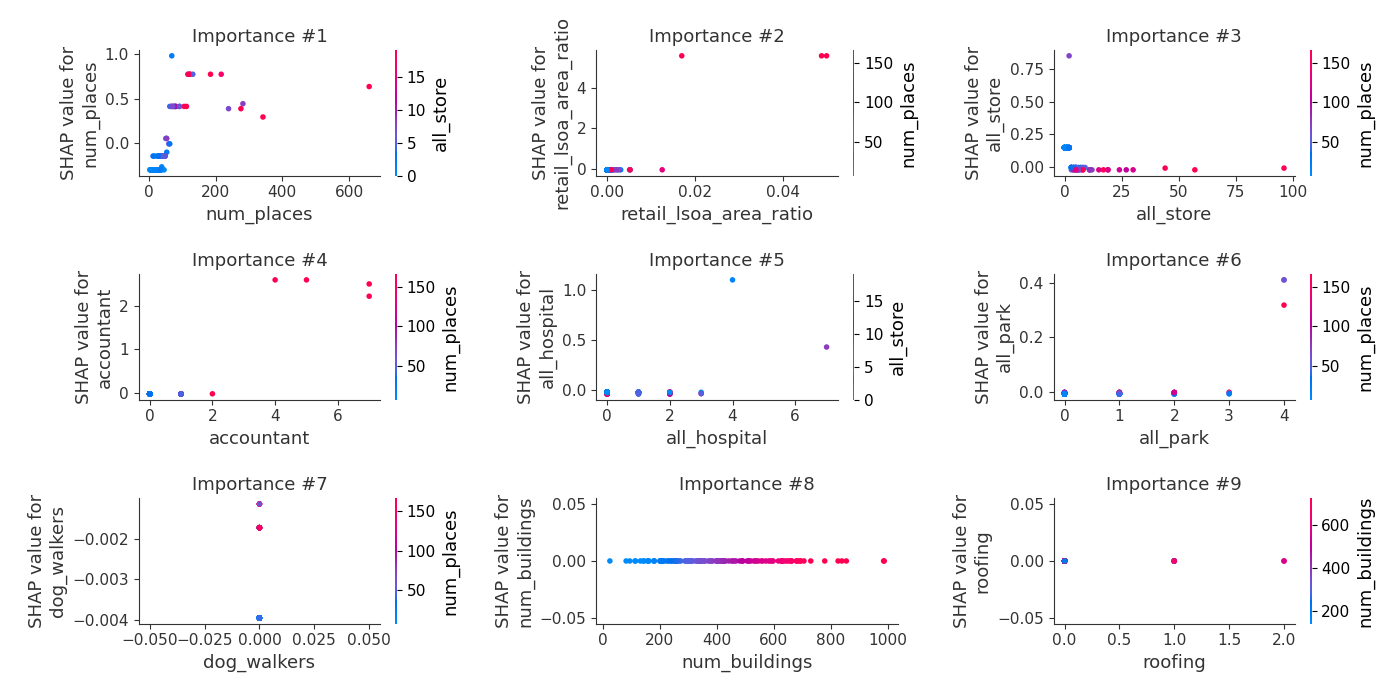 Importance #1
SHAP value for
num_places
1.0
0.5
0.0
0
200
400
600
num_places
15
10
5
0
all_store
Importance #2
SHAP value for
retail_lsoa_area_ratio
4
2
0
0.00
0.02
0.04
retail_lsoa_area_ratio
150
100
50
num_places
Importance #3
SHAP value for
all_store
0.75
0.50
0.25
0.00
0
25
50
75
100
all_store
150
100
50
num_places
Importance #4
SHAP value for
accountant
2
1
0
0
2
4
6
accountant
150
100
50
num_places
Importance #5
SHAP value for
all_hospital
1.0
0.5
0.0
0
2
4
6
all_hospital
15
10
5
0
all_store
Importance #6
SHAP value for
all_park
0.4
0.2
0.0
0
1
2
3
4
all_park
150
100
50
num_places
Importance #7
SHAP value for
dog_walkers
−0.002
−0.003
−0.004
−0.050
−0.025
0.000
0.025
0.050
dog_walkers
150
100
50
num_places
Importance #8
SHAP value for
num_buildings
0.05
0.00
−0.05
0
200
400
600
800
1000
num_buildings
Importance #9
SHAP value for
roofing
0.05
0.00
−0.05
0.0
0.5
1.0
1.5
2.0
roofing
600
400
200
num_buildings